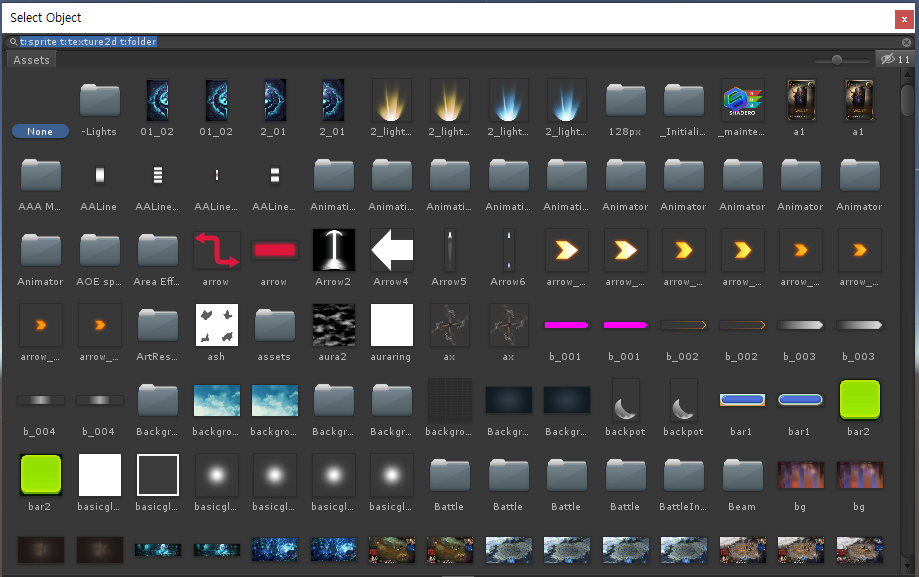 Select Object
t:sprite t:texture2d t:folder
Assets
11
None -Lights 01_02 01_02 2_01 2_01 2_light... 2_light... 2_light... 2_light... 128px _Initiali... _mainte... a1 a1
SHADERO
AAA M... AALine AALine... AALine... AALine... Animati... Animati... Animati... Animati... Animati... Animator Animator Animator Animator Animator
Animator AOE sp... Area Eff... arrow arrow Arrow2 Arrow4 Arrow5 Arrow6 arrow_... arrow_... arrow_... arrow_... arrow_... arrow_...
arrow_... arrow_... ArtRes... ash assets aura2 auraring ax ax b_001 b_001 b_002 b_002 b_003 b_003
b_004 b_004 Backgr... backgro... backgro... Backgr... Backgr... backgro... Backgr... Backgr... backpot backpot bar1 bar1 bar2
bar2 basicgl... basicgl... basicgl... basicgl... basicgl... basicgl... Battle Battle Battle Battle BattleIn... Beam bg bg